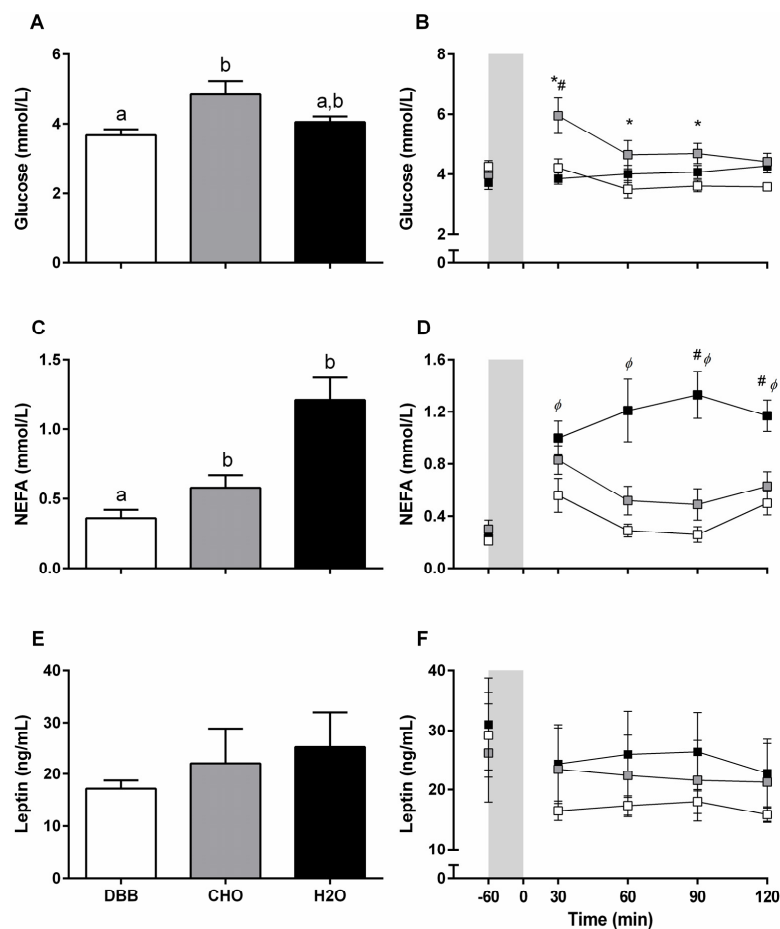 A
B
Glucose (mmol/L)
6
4
2
0
a
b
a,b
Glucose (mmol/L)
8
6
4
2
0
*#
*
*
C
D
NEFA (mmol/L)
1.5
1.0
0.5
0.0
a
b
b
NEFA (mmol/L)
1.6
1.2
0.8
0.4
0.0
ϕ
ϕ
# ϕ
# ϕ
E
F
Leptin (ng/mL)
40
30
20
10
0
DBB CHO H2O
Leptin (ng/mL)
40
30
20
10
0
-60 0 30 60 90 120
Time (min)